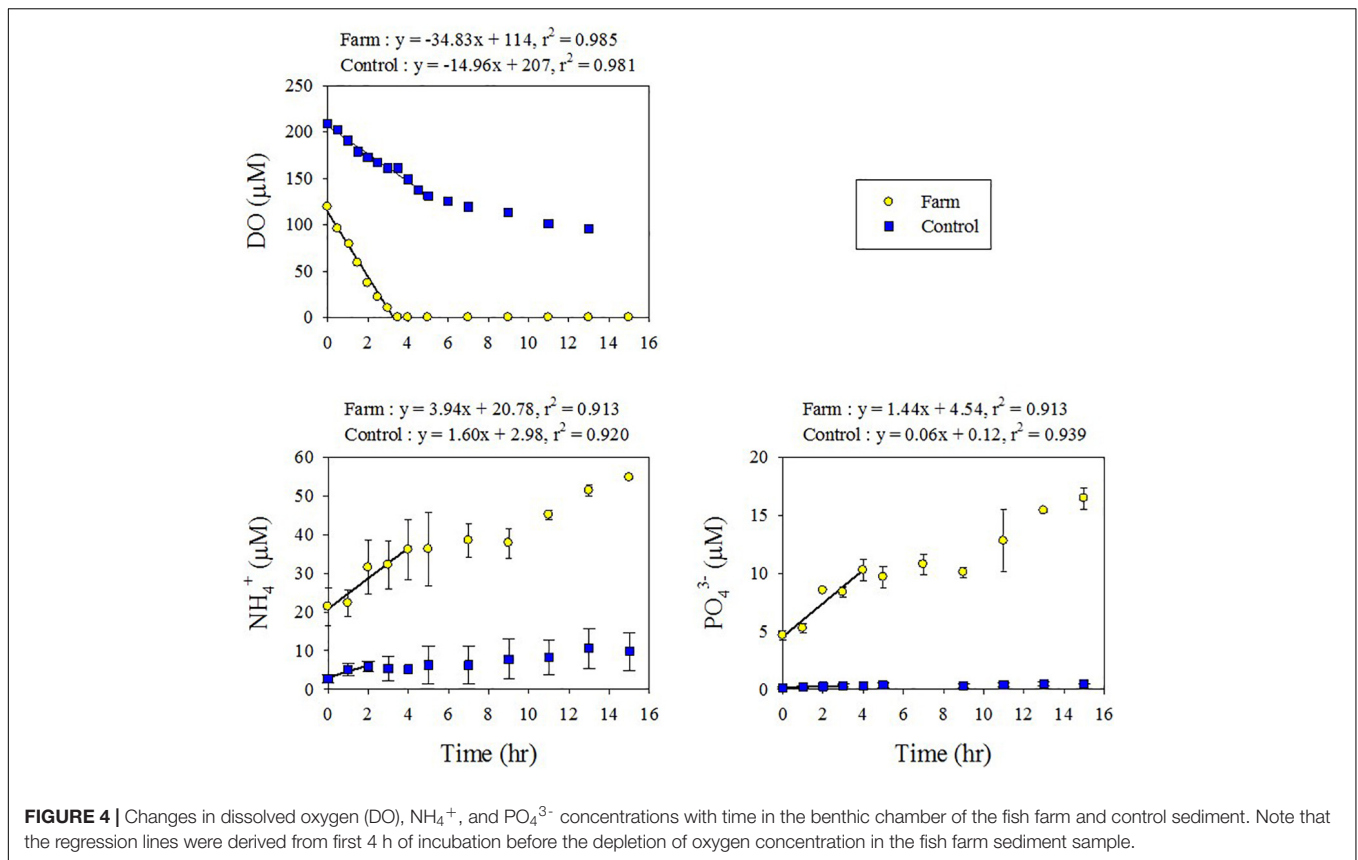 Farm : y = -34.83x + 114, r² = 0.985
Control : y = -14.96x + 207, r² = 0.981
250
200
150
100
50
0
DO (μM)
0 2 4 6 8 10 12 14 16
Farm
Control
Farm : y = 3.94x + 20.78, r² = 0.913
Control : y = 1.60x + 2.98, r² = 0.920
60
50
40
30
20
10
0
NH₄⁺ (μM)
0 2 4 6 8 10 12 14 16
Time (hr)
Farm : y = 1.44x + 4.54, r² = 0.913
Control : y = 0.06x + 0.12, r² = 0.939
20
15
10
5
0
PO₄³⁻ (μM)
0 2 4 6 8 10 12 14 16
Time (hr)
FIGURE 4 | Changes in dissolved oxygen (DO), NH₄⁺, and PO₄³⁻ concentrations with time in the benthic chamber of the fish farm and control sediment. Note that
the regression lines were derived from first 4 h of incubation before the depletion of oxygen concentration in the fish farm sediment sample.